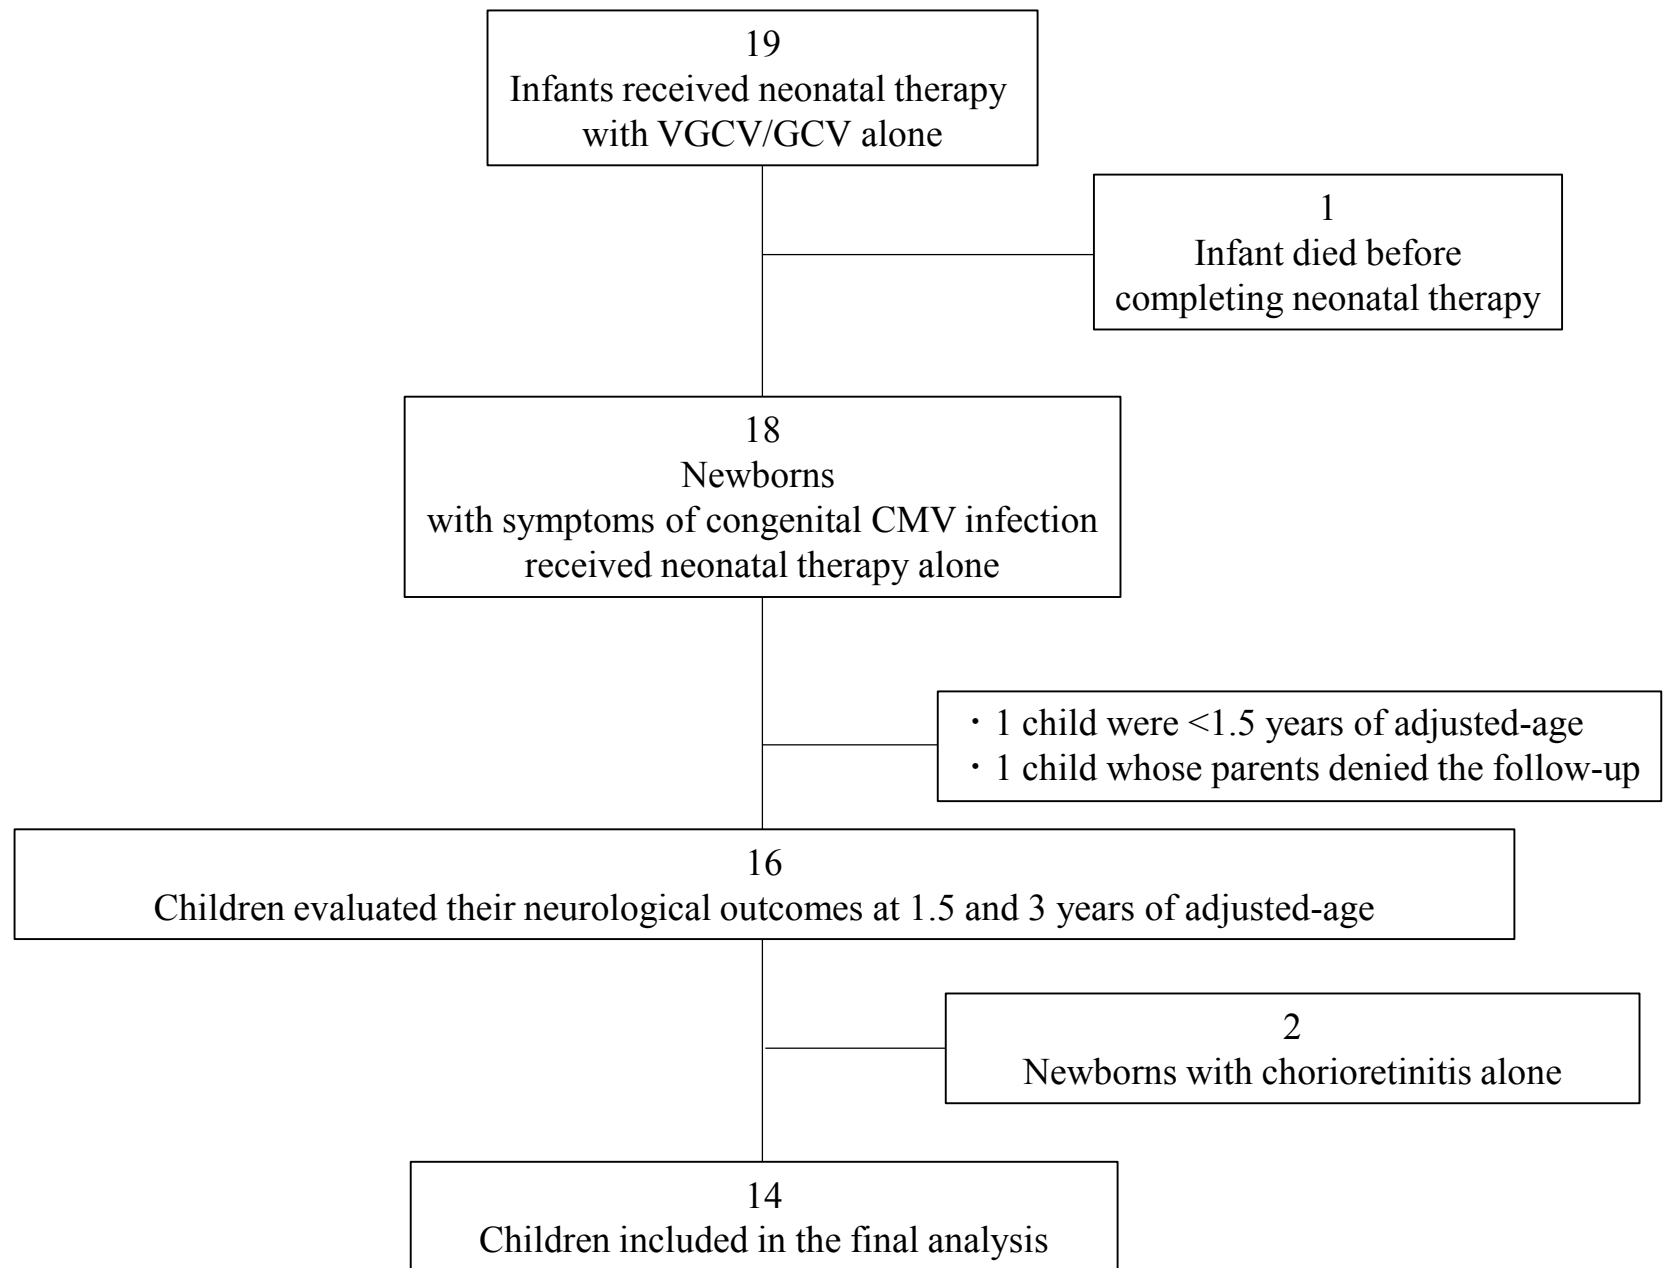 19
Infants received neonatal therapy
with VGCV/GCV alone
1
Infant died before
completing neonatal therapy
18
Newborns
with symptoms of congenital CMV infection
received neonatal therapy alone
・1 child were <1.5 years of adjusted-age
・1 child whose parents denied the follow-up
16
Children evaluated their neurological outcomes at 1.5 and 3 years of adjusted-age
2
Newborns with chorioretinitis alone
14
Children included in the final analysis